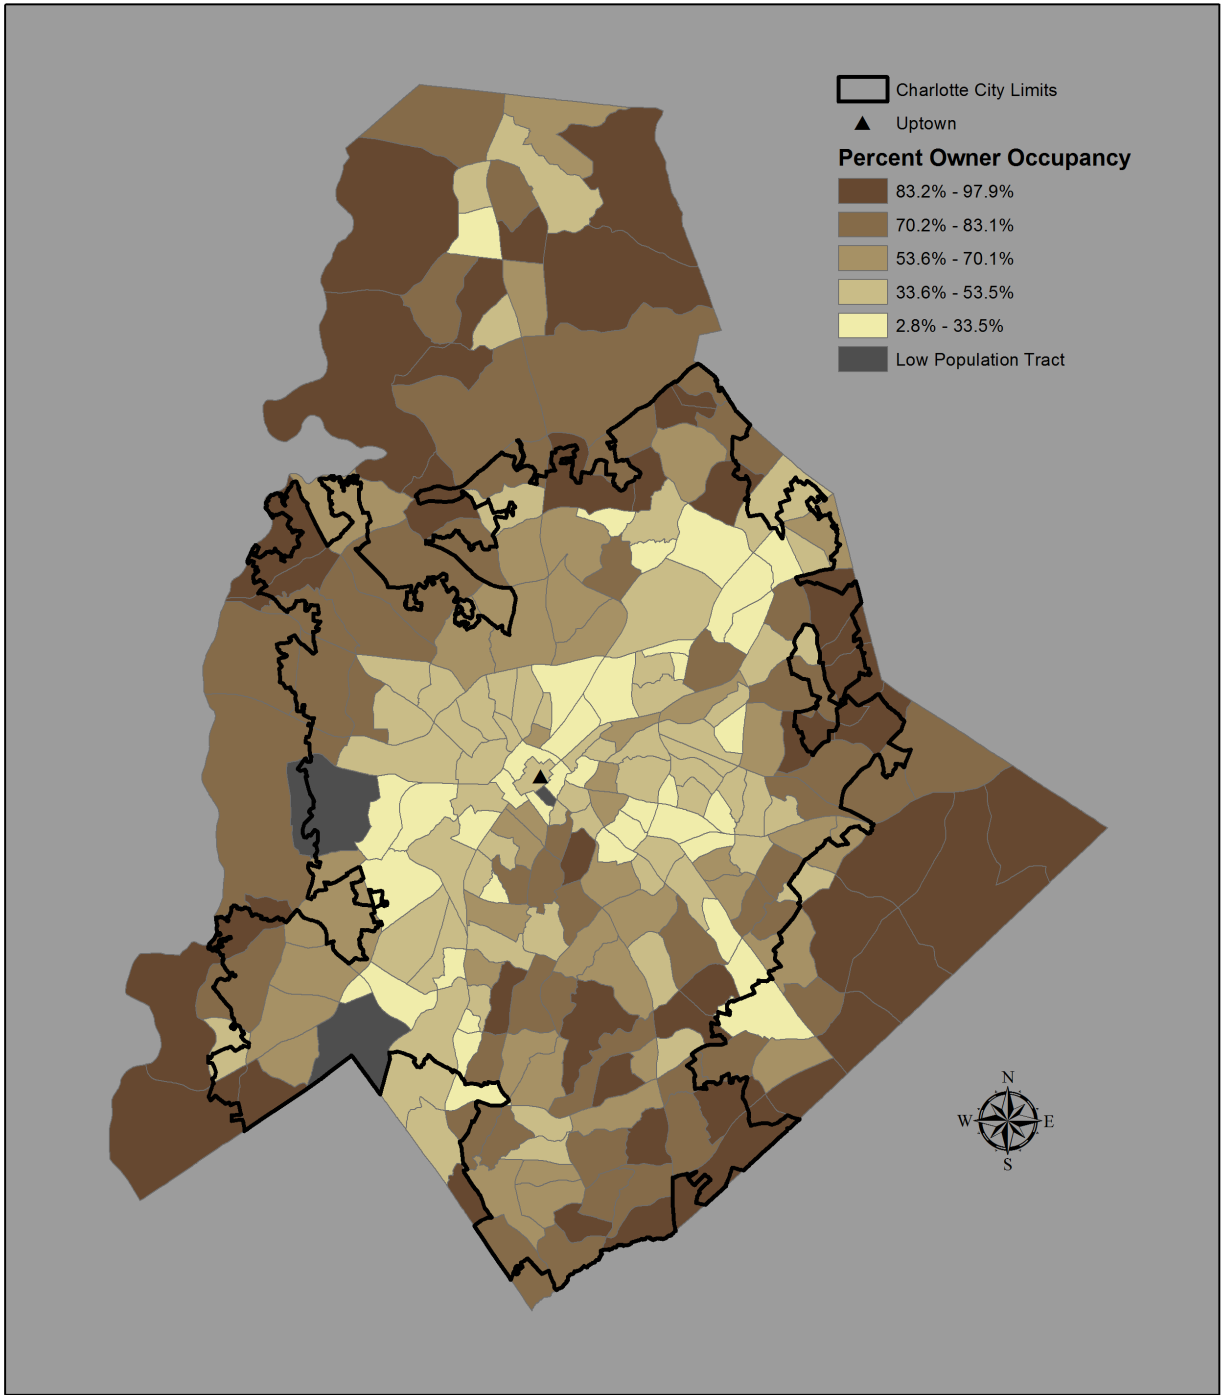 Charlotte City Limits
Uptown
Percent Owner Occupancy
83.2% - 97.9%
70.2% - 83.1%
53.6% - 70.1%
33.6% - 53.5%
2.8% - 33.5%
Low Population Tract
N
W E
S